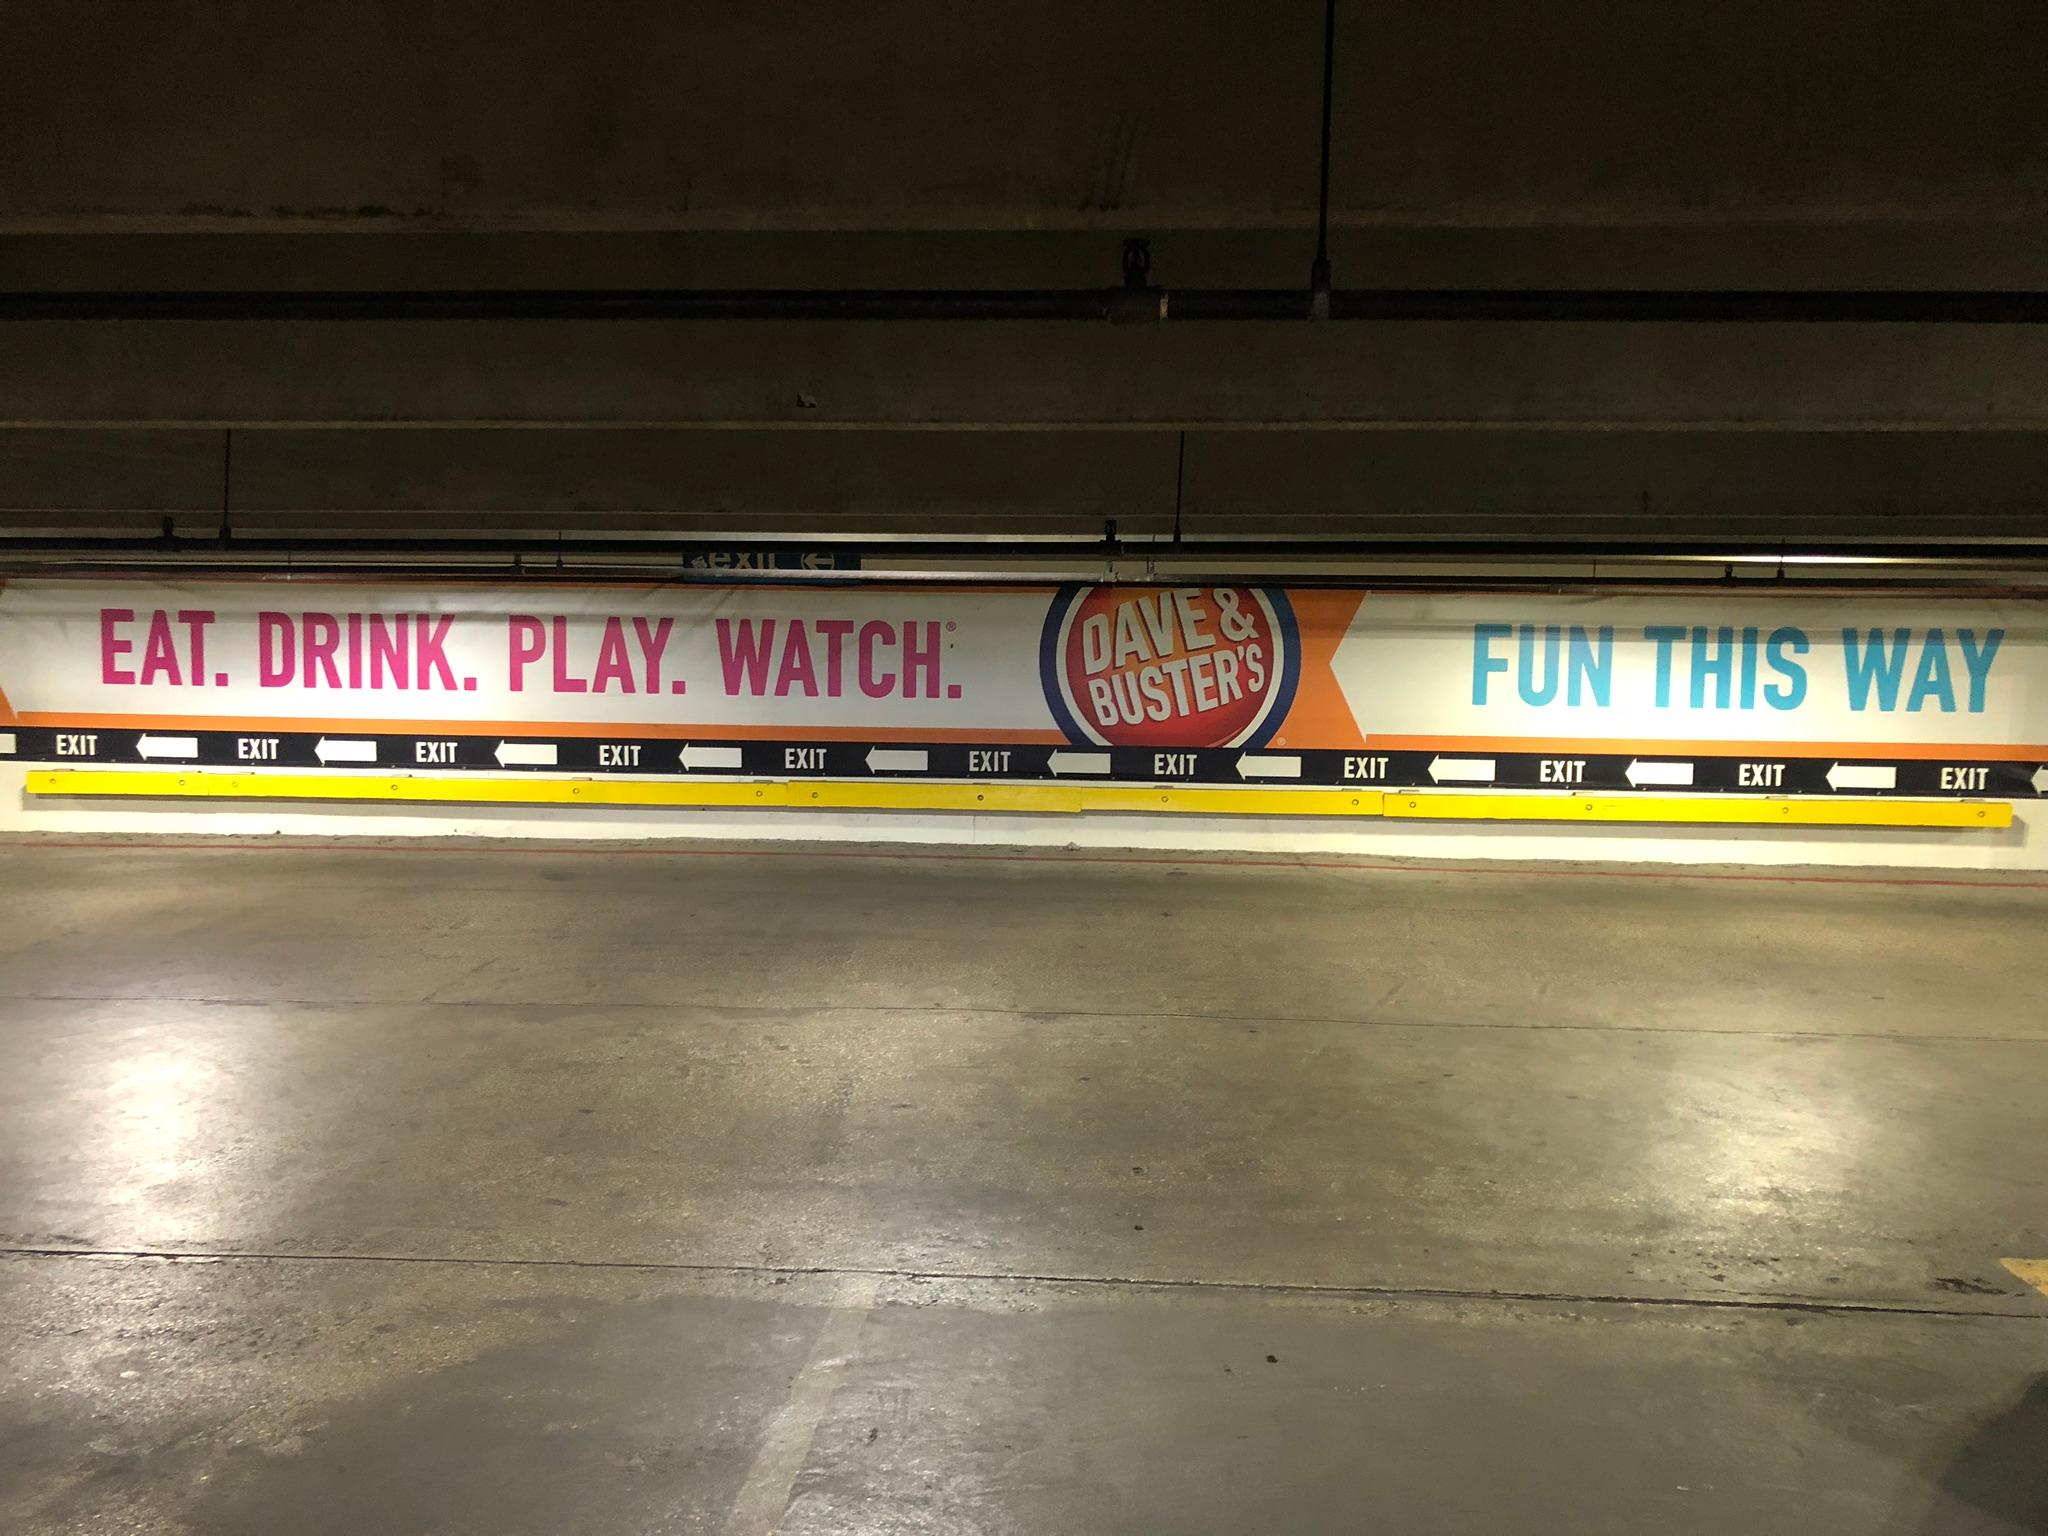 exit
EAT. DRINK. PLAY. WATCH.®
DAVE &
BUSTER'S®
FUN THIS WAY
EXIT EXIT EXIT EXIT EXIT EXIT EXIT EXIT EXIT EXIT EXIT